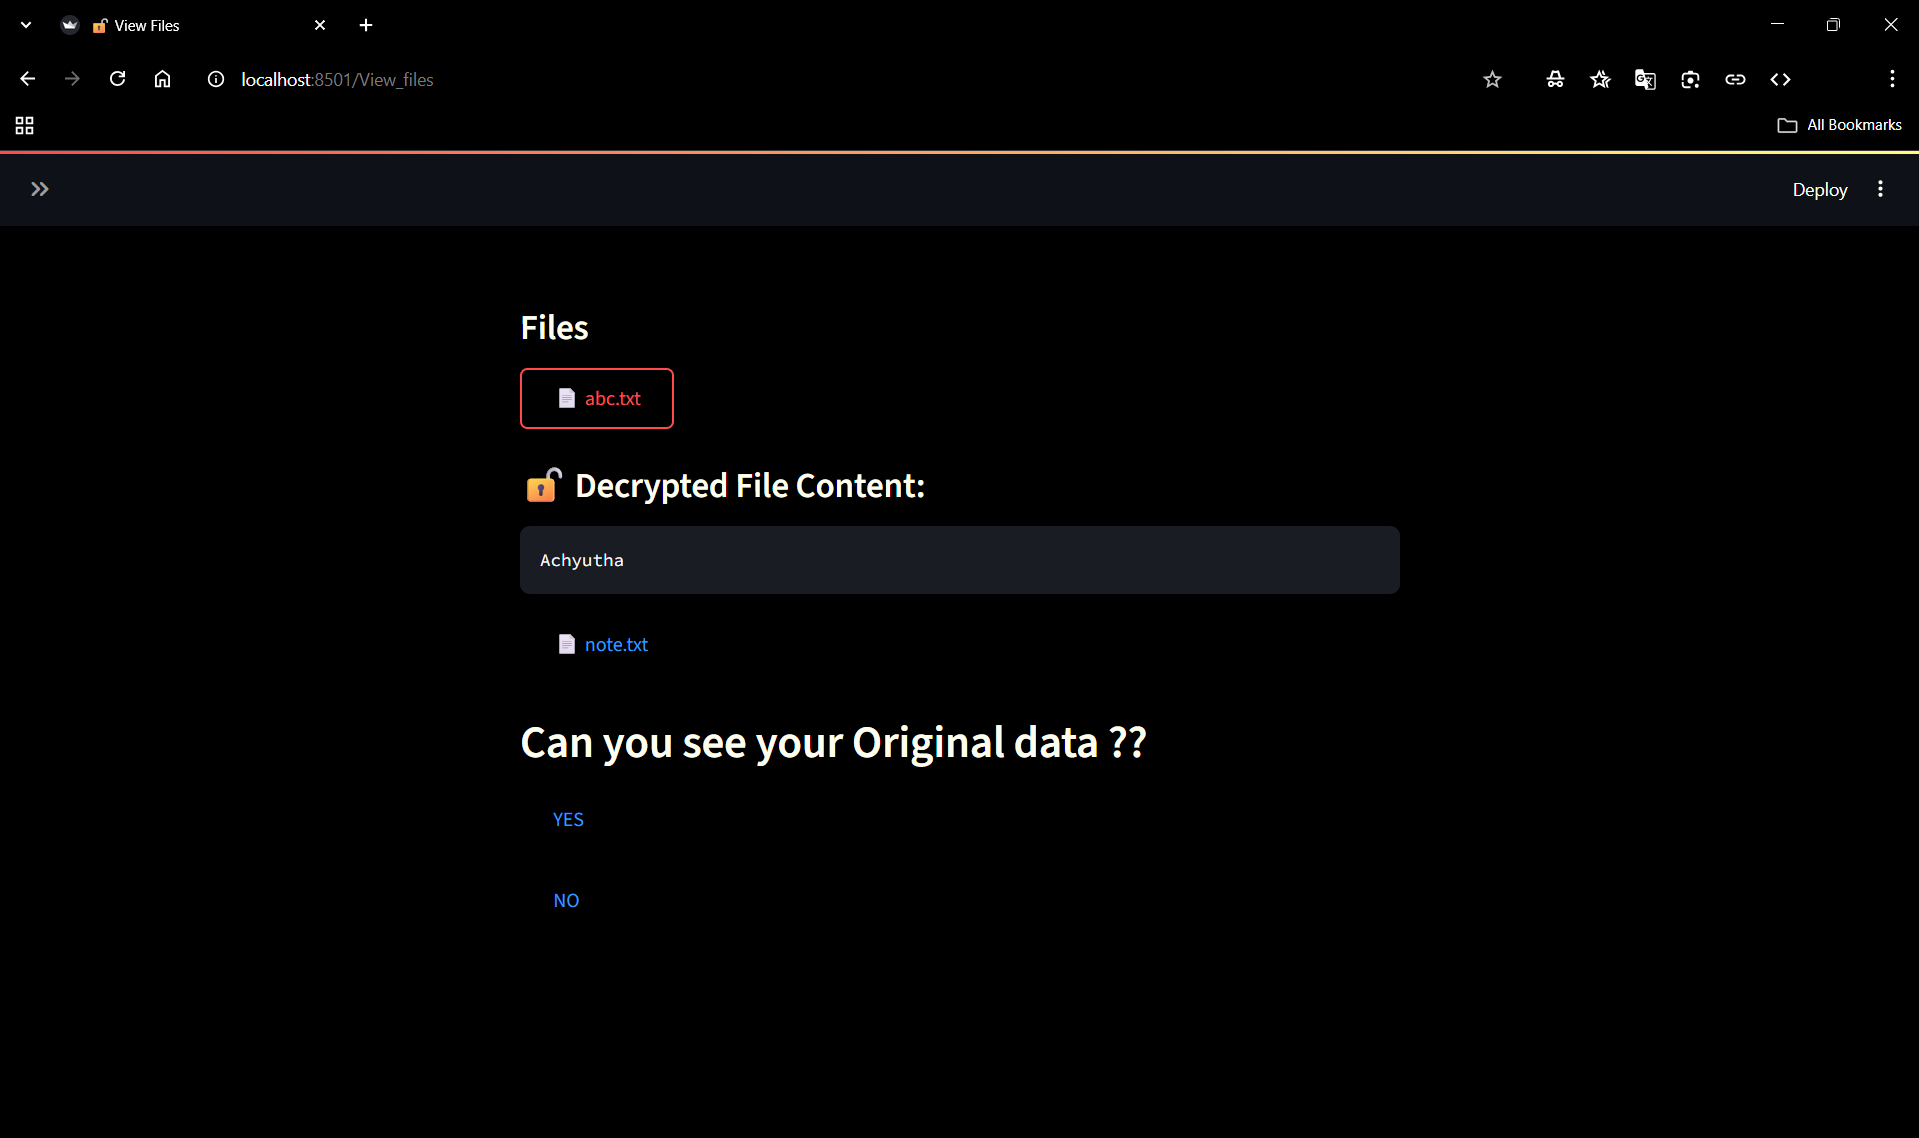 View Files
localhost:8501/View_files
All Bookmarks
Deploy
Files
abc.txt
Decrypted File Content:
Achyutha
note.txt
Can you see your Original data ??
YES
NO